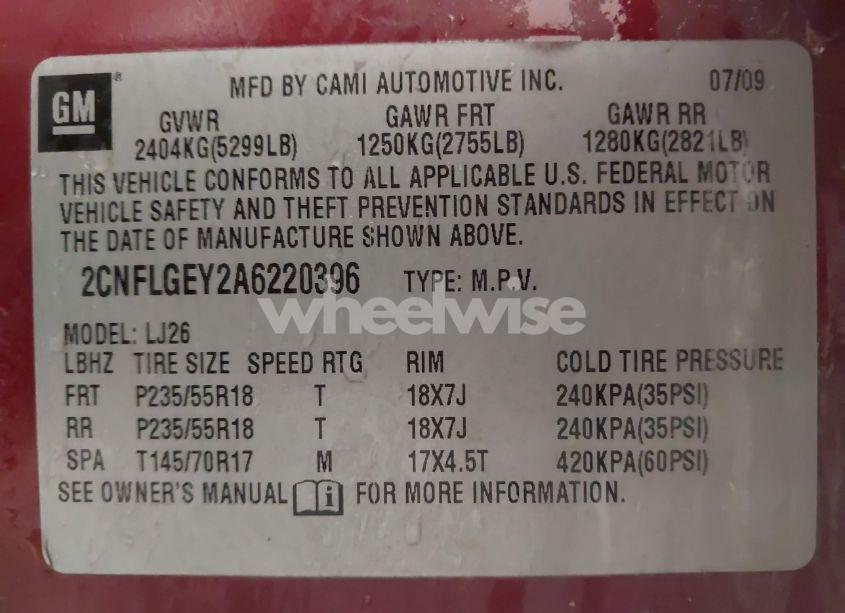 GM® MFD BY CAMI AUTOMOTIVE INC. 07/09
GVWR GAWR FRT GAWR RR
2404KG(5299LB) 1250KG(2755LB) 1280KG(2821LB)
THIS VEHICLE CONFORMS TO ALL APPLICABLE U.S. FEDERAL MOTOR
VEHICLE SAFETY AND THEFT PREVENTION STANDARDS IN EFFECT ON
THE DATE OF MANUFACTURE SHOWN ABOVE.
2CNFLGEY2A6220396 TYPE: M.P.V.
wheelwise
MODEL: LJ26
LBHZ TIRE SIZE SPEED RTG RIM COLD TIRE PRESSURE
FRT P235/55R18 T 18X7J 240KPA(35PSI)
RR P235/55R18 T 18X7J 240KPA(35PSI)
SPA T145/70R17 M 17X4.5T 420KPA(60PSI)
SEE OWNER'S MANUAL i FOR MORE INFORMATION.